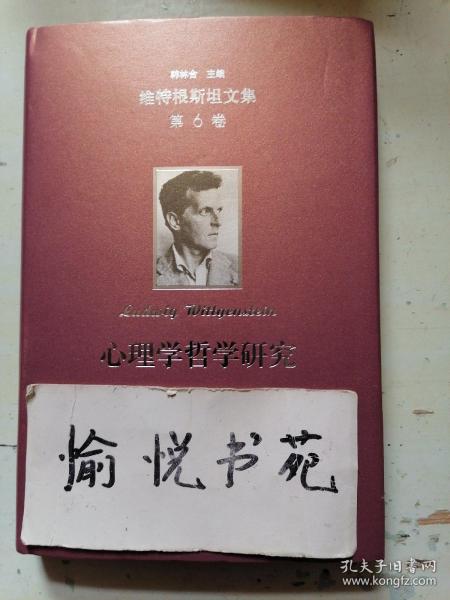 韩林合 主编
维特根斯坦文集
第 6 卷
Ludwig Wittgenstein
心理学哲学研究
愉悦书苑
孔夫子旧书网
www.kongfz.com